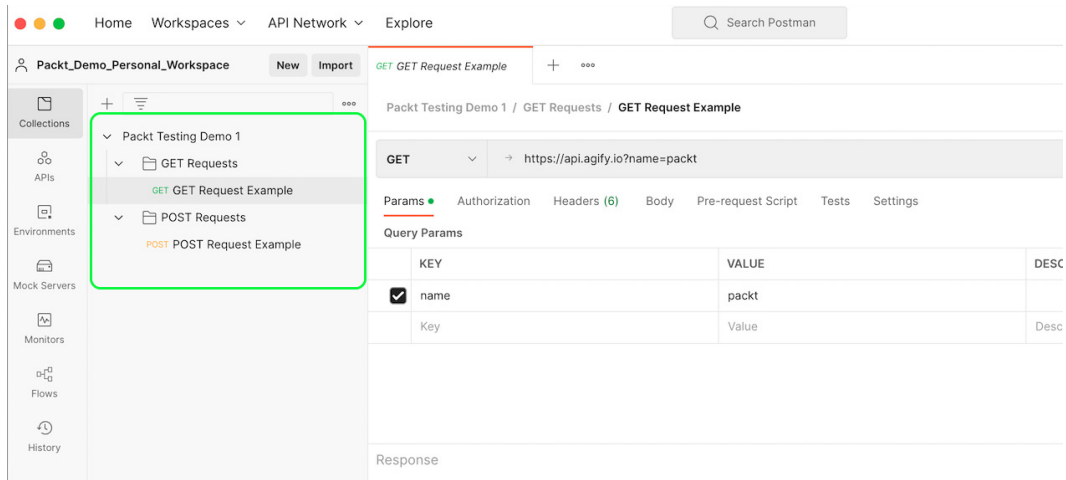 Home Workspaces API Network Explore Search Postman
Packt_Demo_Personal_Workspace New Import
GET GET Request Example
Collections
APIs
Environments
Mock Servers
Monitors
Flows
History
Packt Testing Demo 1
GET Requests
GET GET Request Example
POST Requests
POST POST Request Example
Packt Testing Demo 1 / GET Requests / GET Request Example
GET https://api.agify.io?name=packt
Params Authorization Headers (6) Body Pre-request Script Tests Settings
Query Params
KEY VALUE DESC
name packt
Key Value Desc
Response